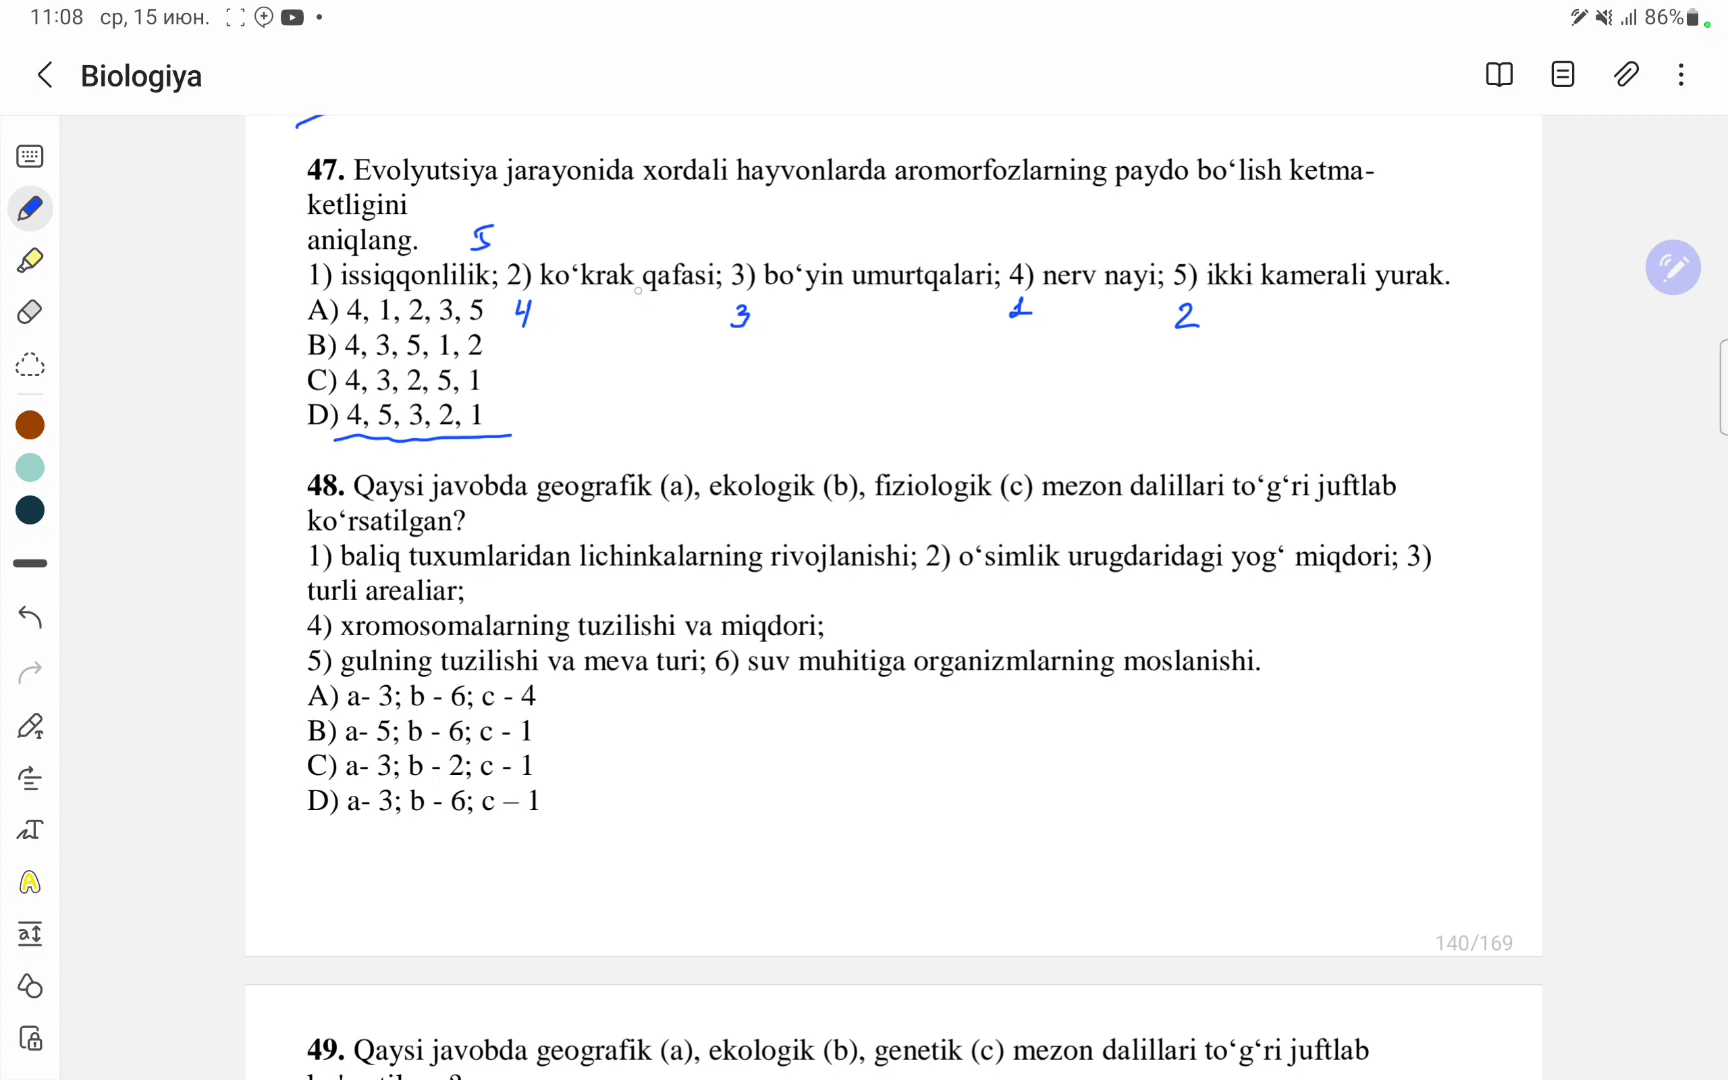 11:08 ср, 15 июн.
86%
Biologiya
47. Evolyutsiya jarayonida xordali hayvonlarda aromorfozlarning paydo bo‘lish ketma-
ketligini
aniqlang.
5
1) issiqqonlilik; 2) ko‘krak qafasi; 3) bo‘yin umurtqalari; 4) nerv nayi; 5) ikki kamerali yurak.
4 3 1 2
A) 4, 1, 2, 3, 5
B) 4, 3, 5, 1, 2
C) 4, 3, 2, 5, 1
D) 4, 5, 3, 2, 1
48. Qaysi javobda geografik (a), ekologik (b), fiziologik (c) mezon dalillari to‘g‘ri juftlab
ko‘rsatilgan?
1) baliq tuxumlaridan lichinkalarning rivojlanishi; 2) o‘simlik urugdaridagi yog‘ miqdori; 3)
turli arealiar;
4) xromosomalarning tuzilishi va miqdori;
5) gulning tuzilishi va meva turi; 6) suv muhitiga organizmlarning moslanishi.
A) a- 3; b - 6; c - 4
B) a- 5; b - 6; c - 1
C) a- 3; b - 2; c - 1
D) a- 3; b - 6; c – 1
140/169
49. Qaysi javobda geografik (a), ekologik (b), genetik (c) mezon dalillari to‘g‘ri juftlab